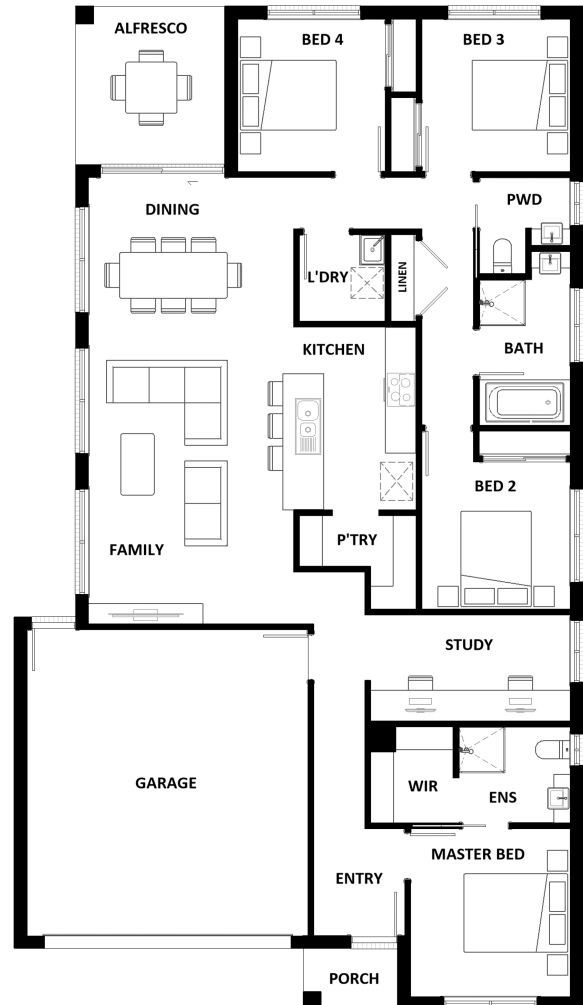 ALFRESCO
BED 4
BED 3
DINING
PWD
L'DRY
LINEN
KITCHEN
BATH
BED 2
P'TRY
FAMILY
STUDY
GARAGE
WIR
ENS
MASTER BED
ENTRY
PORCH